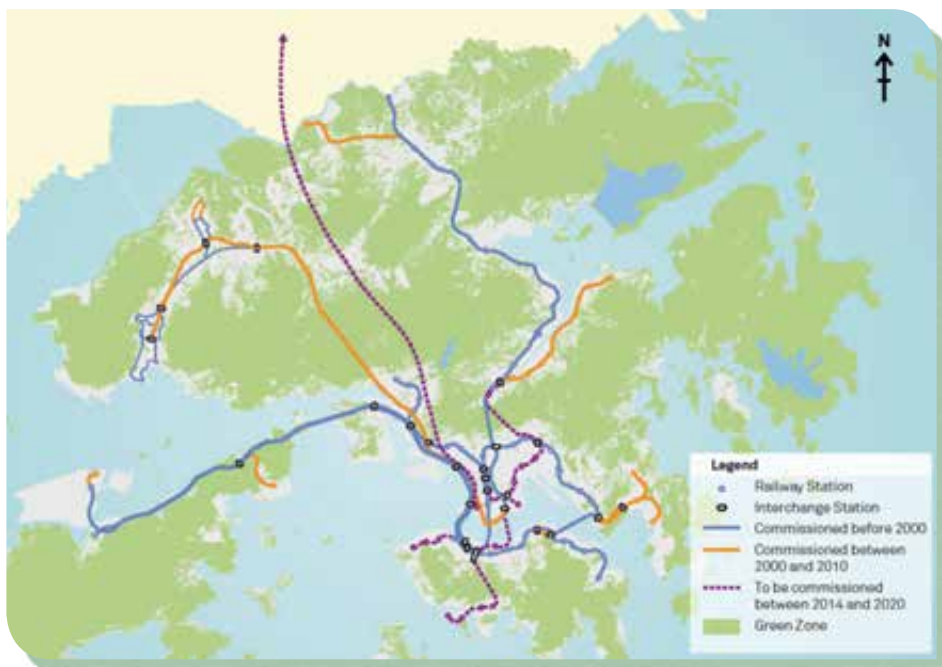 N
Legend
Railway Station
Interchange Station
Commissioned before 2000
Commissioned between
2000 and 2010
To be commissioned
between 2014 and 2020
Green Zone